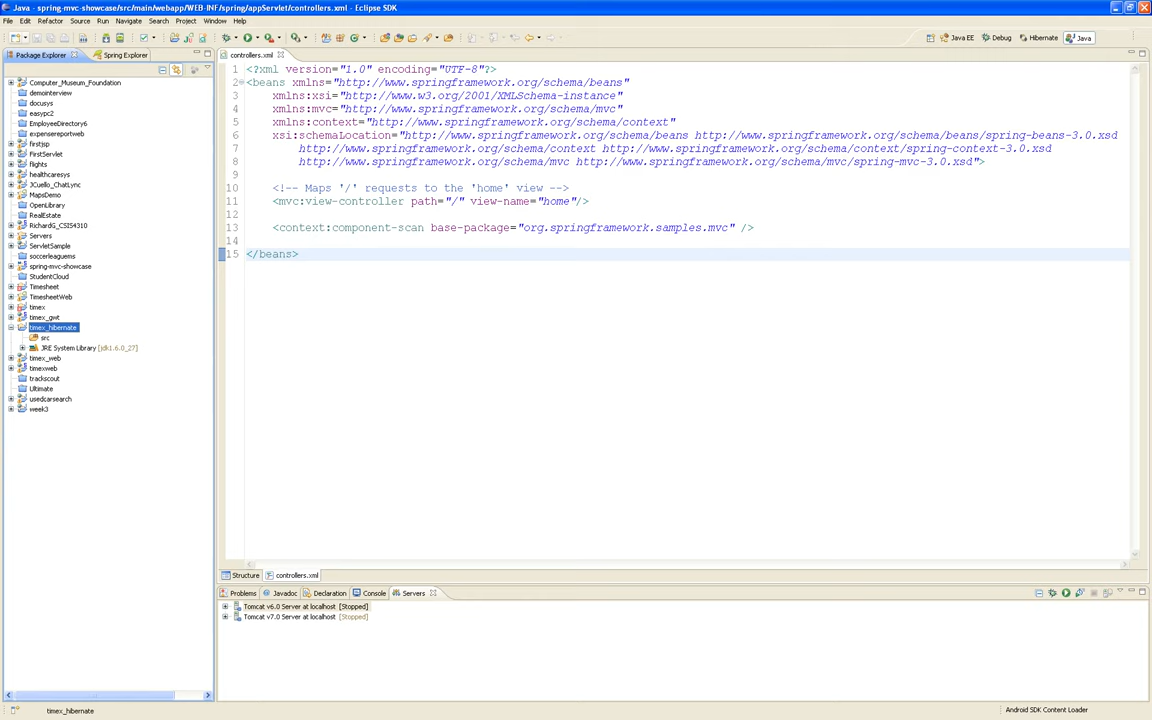 Java - spring-mvc-showcase/src/main/webapp/WEB-INF/spring/appServlet/controllers.xml - Eclipse SDK
File Edit Refactor Source Run Navigate Search Project Window Help
Java EE Debug Hibernate Java
Package Explorer Spring Explorer
Computer_Museum_Foundation
demointerview
docusys
easypc2
EmployeeDirectory6
expensereportweb
firstjsp
FirstServlet
flights
healthcaresys
JCuello_ChatLync
MapsDemo
OpenLibrary
RealEstate
RichardG_CSI54310
Servers
ServletSample
soccerleaguems
spring-mvc-showcase
StudentCloud
Timesheet
TimesheetWeb
timex
timex_gwt
timex_hibernate
src
JRE System Library [jdk1.6.0_27]
timex_web
timexweb
trackscout
Ultimate
usedcarsearch
week3
controllers.xml
1 <?xml version="1.0" encoding="UTF-8"?>
2 <beans xmlns="http://www.springframework.org/schema/beans"
3 xmlns:xsi="http://www.w3.org/2001/XMLSchema-instance"
4 xmlns:mvc="http://www.springframework.org/schema/mvc"
5 xmlns:context="http://www.springframework.org/schema/context"
6 xsi:schemaLocation="http://www.springframework.org/schema/beans http://www.springframework.org/schema/beans/spring-beans-3.0.xsd
7 http://www.springframework.org/schema/context http://www.springframework.org/schema/context/spring-context-3.0.xsd
8 http://www.springframework.org/schema/mvc http://www.springframework.org/schema/mvc/spring-mvc-3.0.xsd">
9
10 <!-- Maps '/' requests to the 'home' view -->
11 <mvc:view-controller path="/" view-name="home"/>
12
13 <context:component-scan base-package="org.springframework.samples.mvc" />
14
15 </beans>
Structure controllers.xml
Problems Javadoc Declaration Console Servers
Tomcat v6.0 Server at localhost [Stopped]
Tomcat v7.0 Server at localhost [Stopped]
timex_hibernate
Android SDK Content Loader